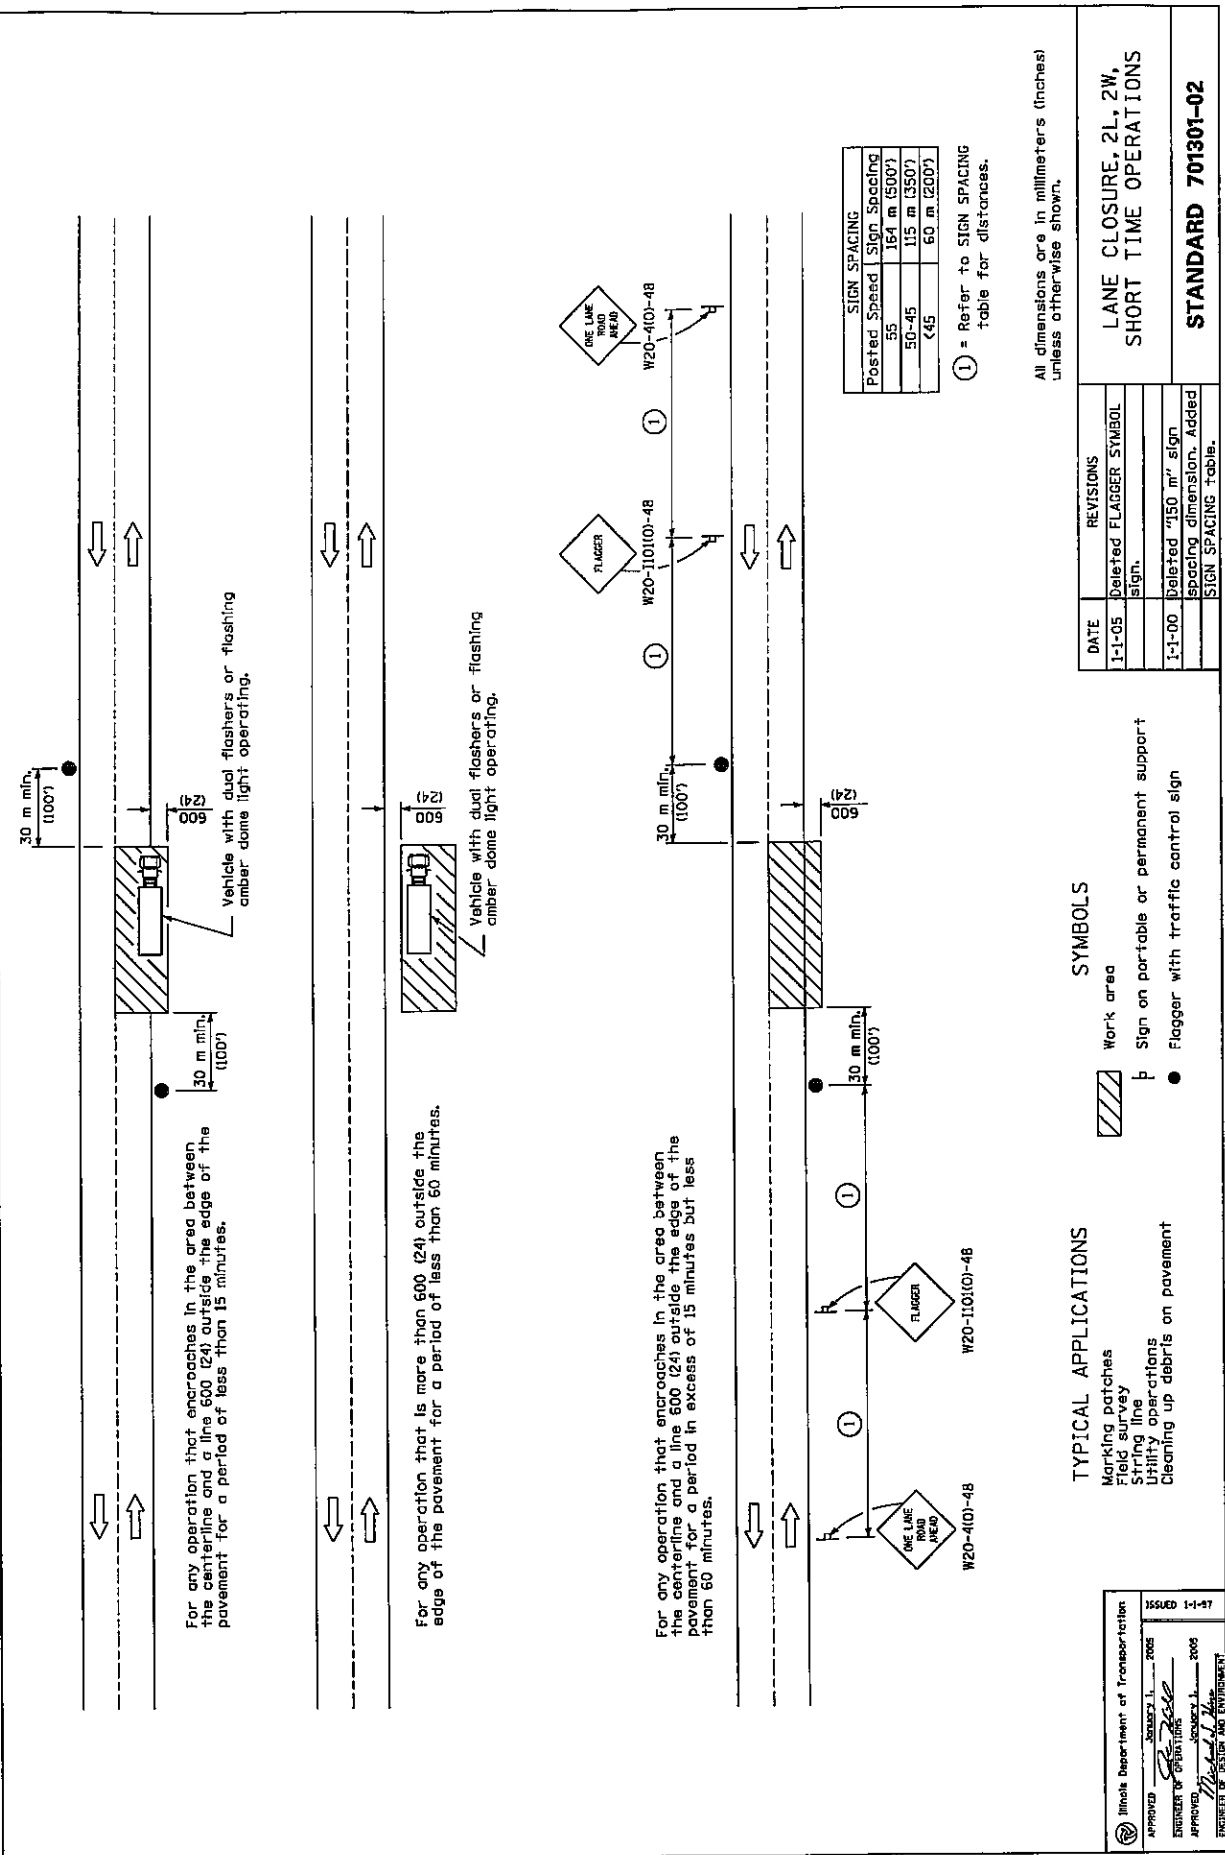 30 m min.
(100')
600
(24)
Vehicle with dual flashers or flashing
amber dome light operating.
30 m min.
(100')
For any operation that encroaches in the area between
the centerline and a line 600 (24) outside the edge of the
pavement for a period of less than 15 minutes.
600
(24)
Vehicle with dual flashers or flashing
amber dome light operating.
For any operation that is more than 600 (24) outside the
edge of the pavement for a period of less than 60 minutes.
For any operation that encroaches in the area between
the centerline and a line 600 (24) outside the edge of the
pavement for a period in excess of 15 minutes but less
than 60 minutes.
ONE LANE
ROAD
AHEAD
W20-4(O)-48
FLAGGER
W20-I101(O)-48
1
1
30 m min.
(100')
600
(24)
30 m min.
(100')
1
1
FLAGGER
W20-I101(O)-48
ONE LANE
ROAD
AHEAD
W20-4(O)-48
SIGN SPACING
Posted Speed Sign Spacing
55 164 m (500')
50-45 115 m (350')
<45 60 m (200')
1 = Refer to SIGN SPACING
table for distances.
All dimensions are in millimeters (inches)
unless otherwise shown.
TYPICAL APPLICATIONS
Marking patches
Field survey
String line
Utility operations
Cleaning up debris on pavement
SYMBOLS
Work area
Sign on portable or permanent support
Flagger with traffic control sign
Illinois Department of Transportation
APPROVED January 1, 2005
ENGINEER OF OPERATIONS
APPROVED January 1, 2005
ENGINEER OF DESIGN AND ENVIRONMENT
ISSUED 1-1-97
DATE REVISIONS
1-1-05 Deleted FLAGGER SYMBOL
sign.
1-1-00 Deleted "150 m" sign
spacing dimension. Added
SIGN SPACING table.
LANE CLOSURE, 2L, 2W,
SHORT TIME OPERATIONS
STANDARD 701301-02